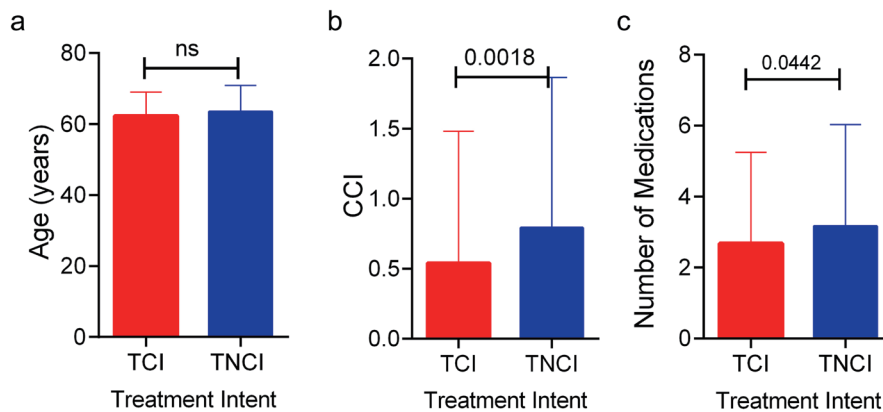 a
ns
Age (years)
80
60
40
20
0
TCI TNCI
Treatment Intent
b
0.0018
CCI
2.0
1.5
1.0
0.5
0.0
TCI TNCI
Treatment Intent
c
0.0442
Number of Medications
8
6
4
2
0
TCI TNCI
Treatment Intent